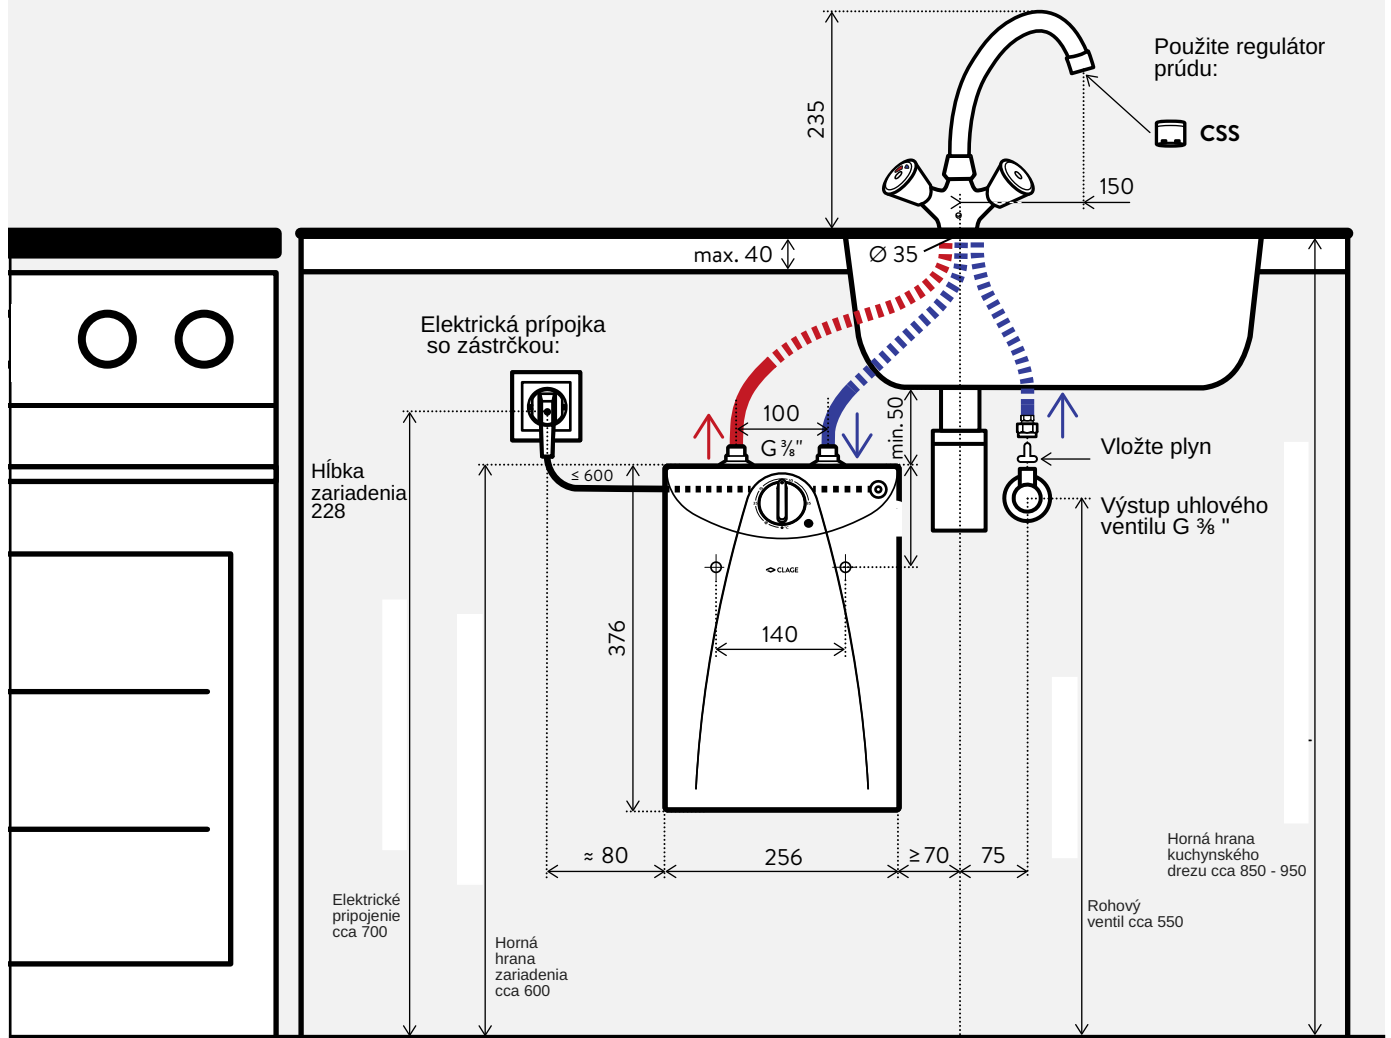 Použite regulátor
prúdu:
CSS
235
150
max. 40
Ø 35
Elektrická prípojka
so zástrčkou:
100
G ⅜"
min. 50
≤ 600
Vložte plyn
Hĺbka
zariadenia
228
Výstup uhlového
ventilu G ⅜ "
CLAGE
376
140
≈ 80
256
≥ 70
75
Horná hrana
kuchynského
drezu cca 850 - 950
Elektrické
pripojenie
cca 700
Rohový
ventil cca 550
Horná
hrana
zariadenia
cca 600